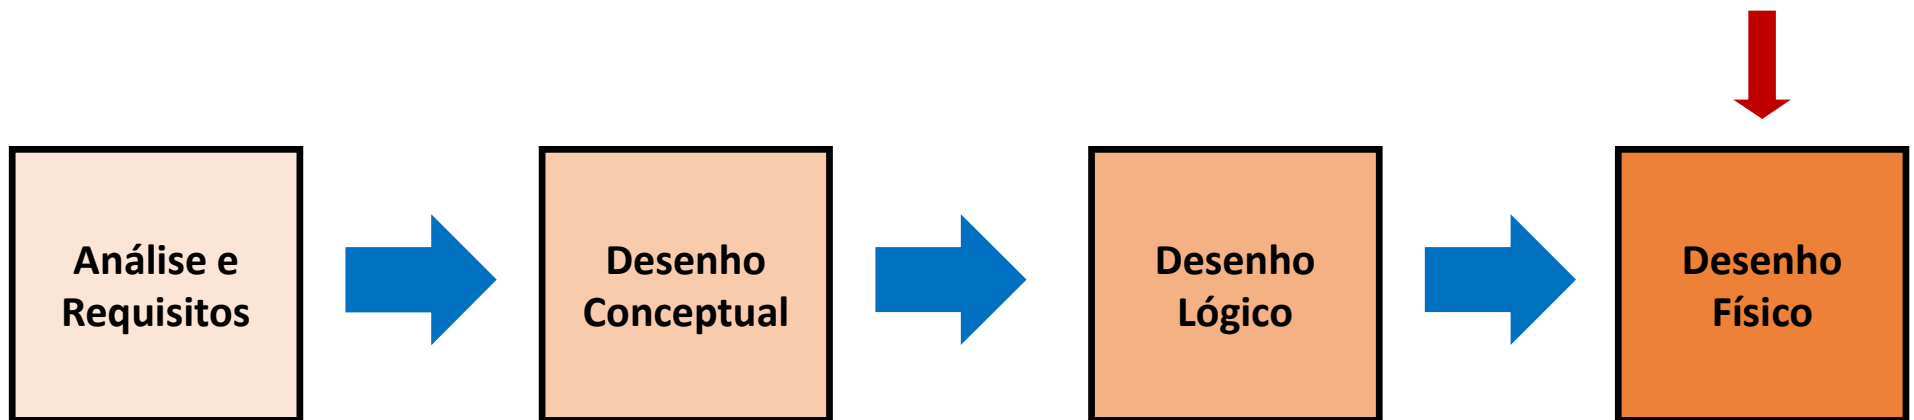 Análise e
Requisitos
Desenho
Conceptual
Desenho
Lógico
Desenho
Físico